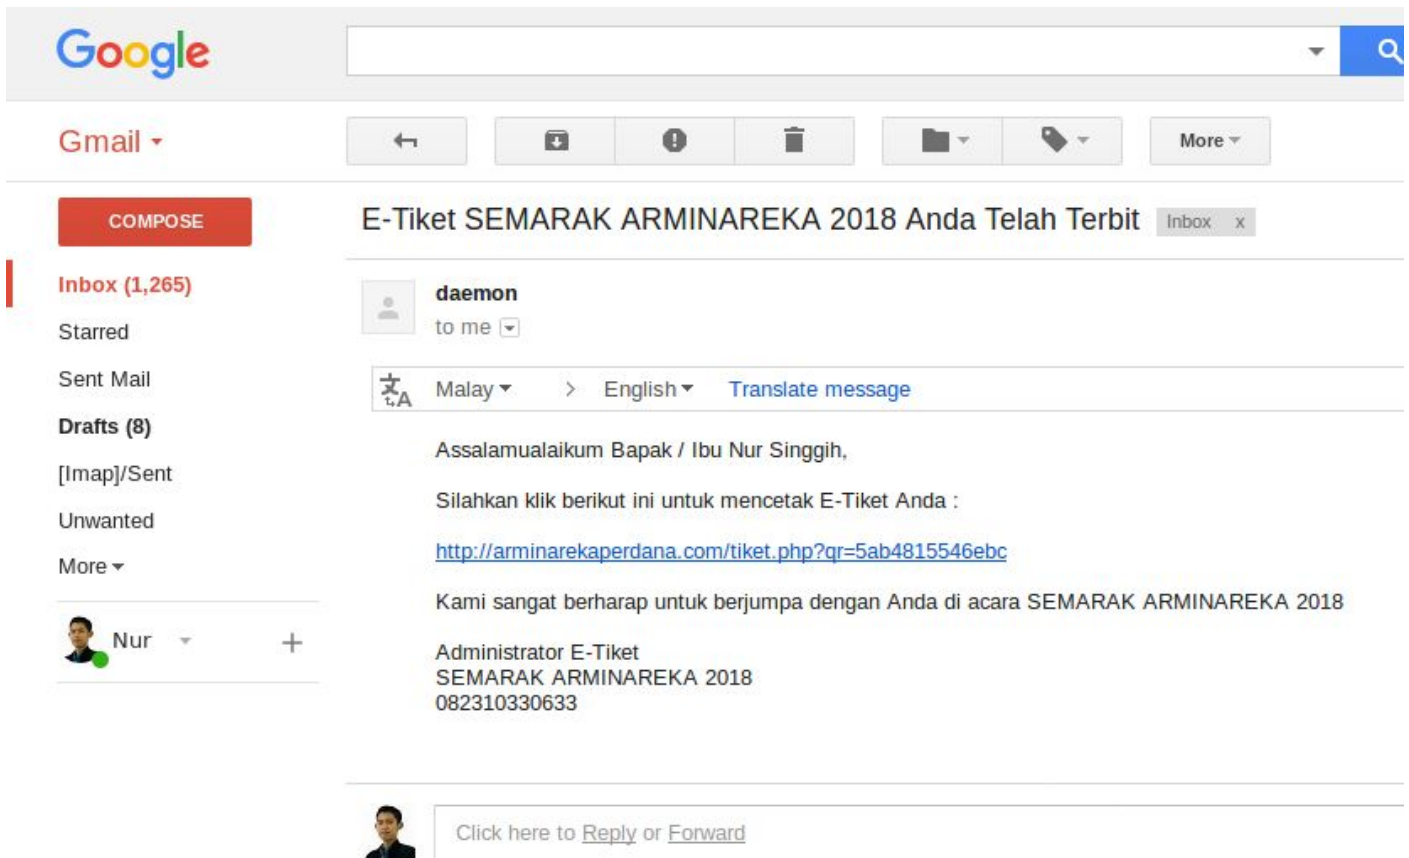 Google
Gmail
More
COMPOSE
E-Tiket SEMARAK ARMINAREKA 2018 Anda Telah Terbit Inbox x
Inbox (1,265)
Starred
Sent Mail
Drafts (8)
[Imap]/Sent
Unwanted
More
Nur
daemon
to me
Malay > English Translate message
Assalamualaikum Bapak / Ibu Nur Singgih,
Silahkan klik berikut ini untuk mencetak E-Tiket Anda :
http://arminarekaperdana.com/tiket.php?qr=5ab4815546ebc
Kami sangat berharap untuk berjumpa dengan Anda di acara SEMARAK ARMINAREKA 2018
Administrator E-Tiket
SEMARAK ARMINAREKA 2018
082310330633
Click here to Reply or Forward